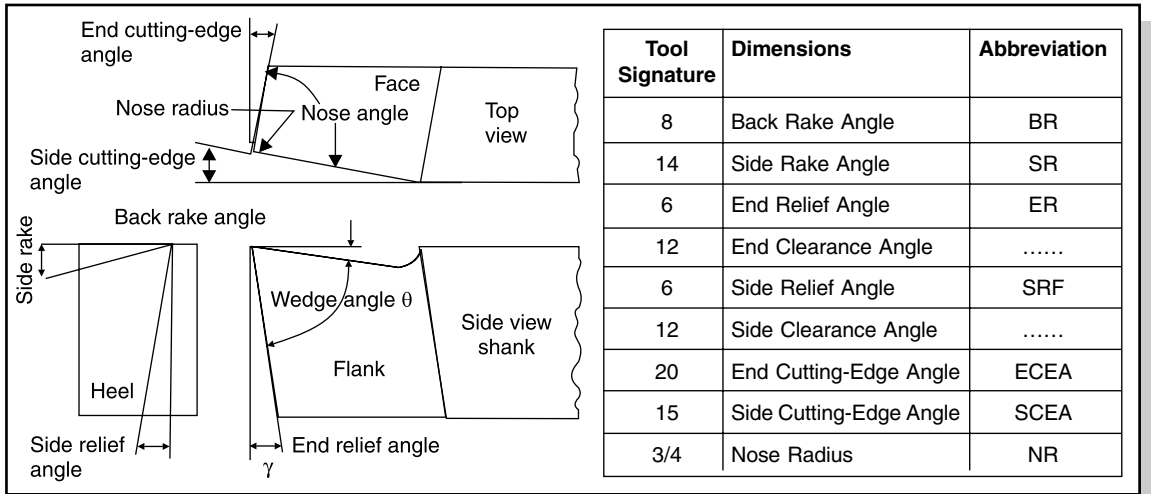 End cutting-edge
angle
Face
Nose radius
Nose angle
Top
view
Side cutting-edge
angle
Back rake angle
Side rake
Wedge angle θ
Side view
shank
Flank
Heel
Side relief
angle
End relief angle
γ
Tool Signature Dimensions Abbreviation
8 Back Rake Angle BR
14 Side Rake Angle SR
6 End Relief Angle ER
12 End Clearance Angle ......
6 Side Relief Angle SRF
12 Side Clearance Angle ......
20 End Cutting-Edge Angle ECEA
15 Side Cutting-Edge Angle SCEA
3/4 Nose Radius NR